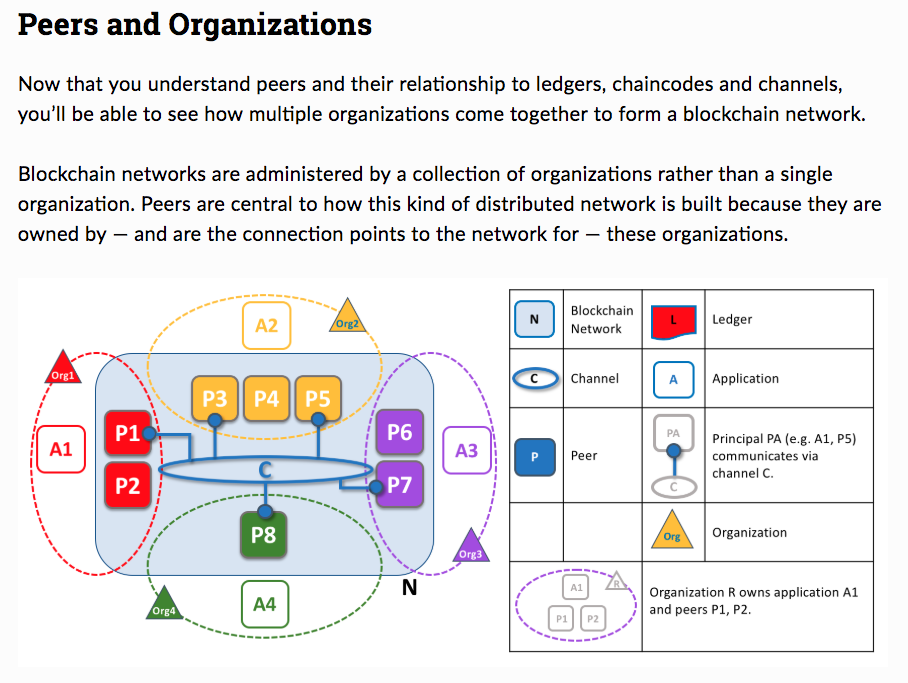 Peers and Organizations
Now that you understand peers and their relationship to ledgers, chaincodes and channels,
you’ll be able to see how multiple organizations come together to form a blockchain network.
Blockchain networks are administered by a collection of organizations rather than a single
organization. Peers are central to how this kind of distributed network is built because they are
owned by — and are the connection points to the network for — these organizations.
A2
Org2
Org1
P3 P4 P5
P1
P6
A1
A3
C
P2
P7
P8
Org3
N
Org4
A4
N
Blockchain
Network
L
Ledger
C
Channel
A
Application
P
Peer
PA
C
Principal PA (e.g. A1, P5)
communicates via
channel C.
Org
Organization
A1
R
P1 P2
Organization R owns application A1
and peers P1, P2.